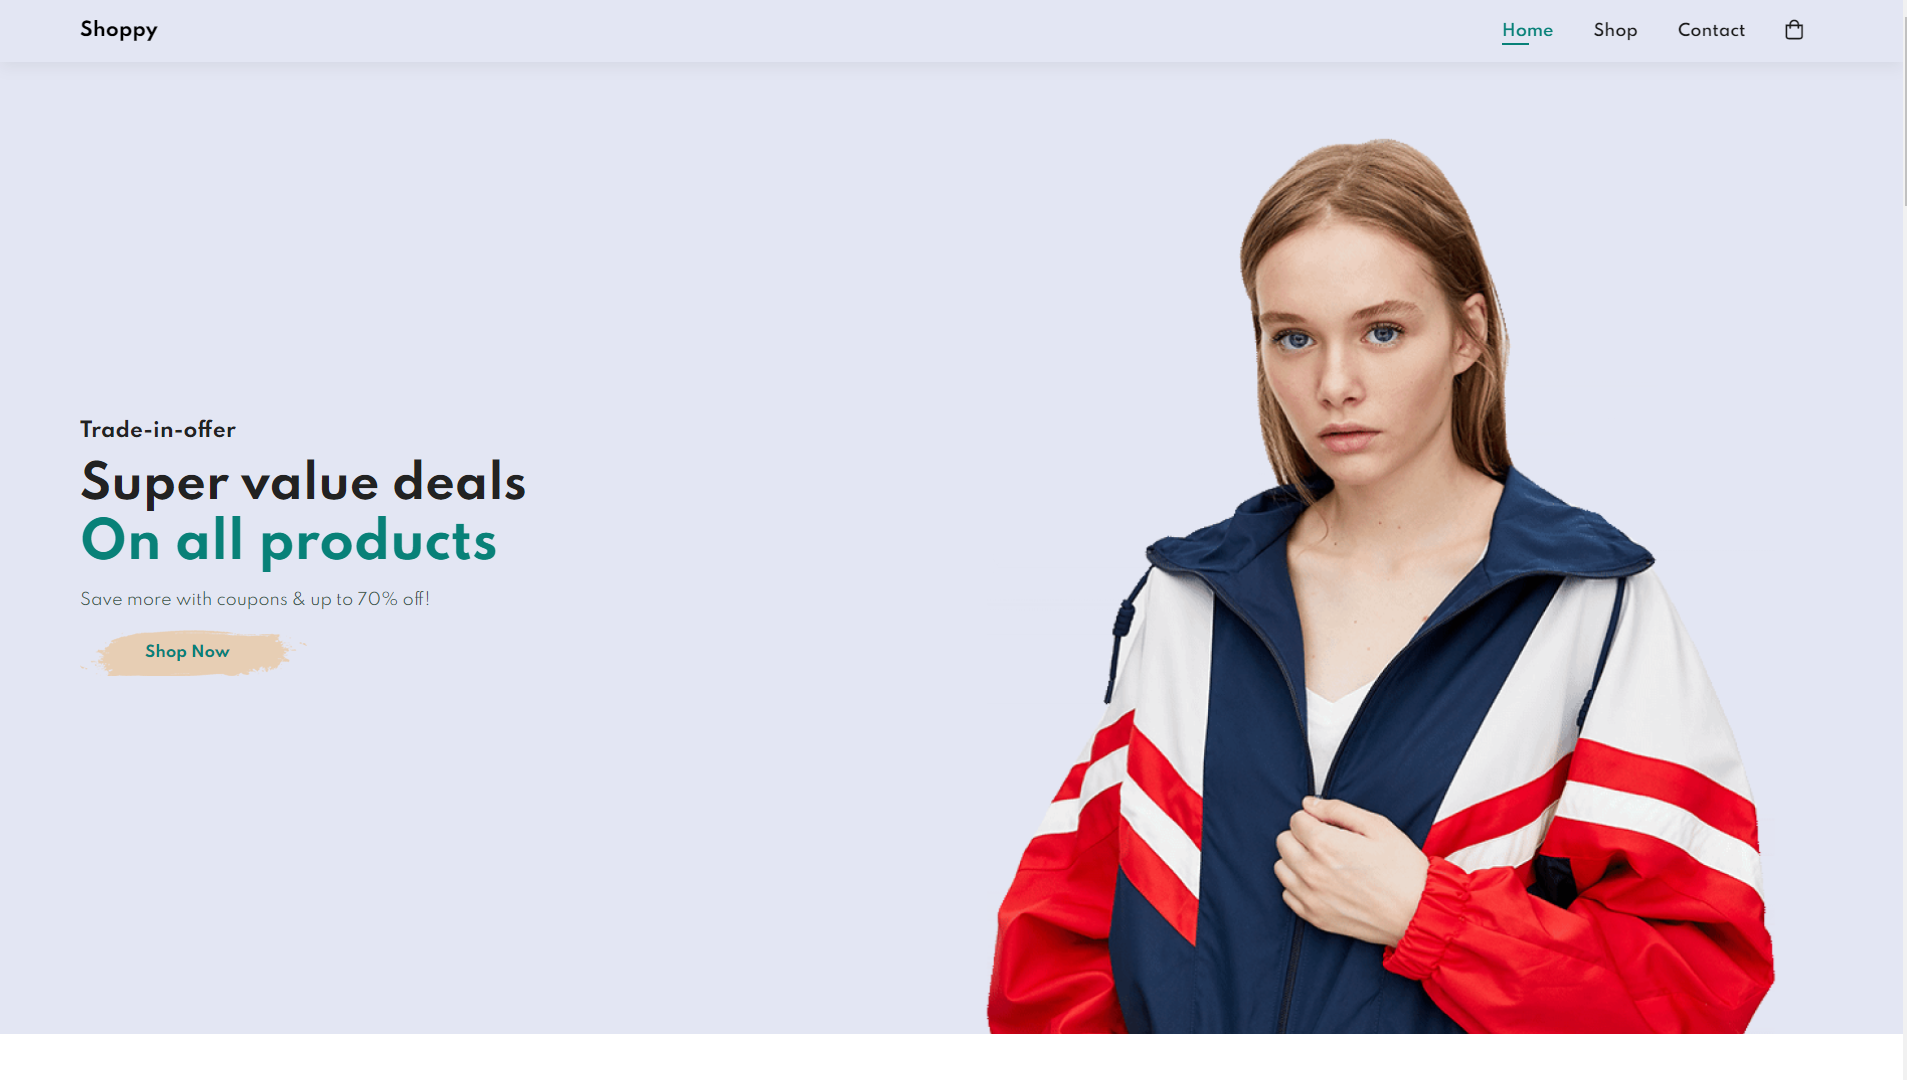 Shoppy
Home
Shop
Contact
Trade-in-offer
Super value deals
On all products
Save more with coupons & up to 70% off!
Shop Now